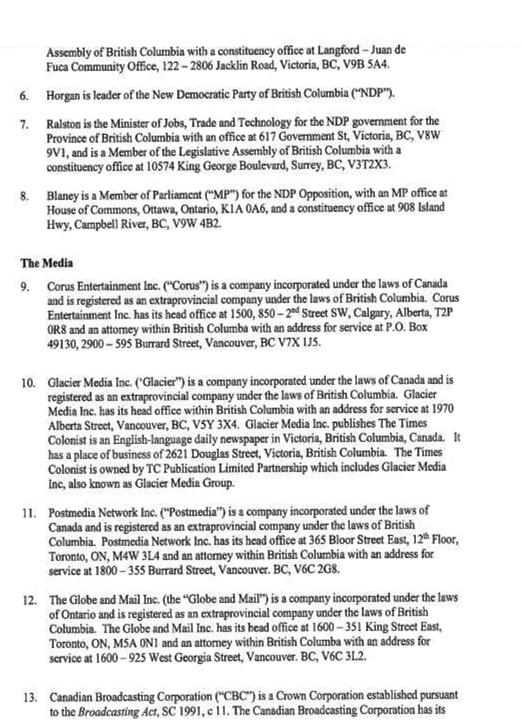 Assembly of British Columbia with a constituency office at Langford – Juan de
Fuca Community Office, 122 – 2806 Jacklin Road, Victoria, BC, V9B 5A4.
6. Horgan is leader of the New Democratic Party of British Columbia ("NDP").
7. Ralston is the Minister of Jobs, Trade and Technology for the NDP government for the
Province of British Columbia with an office at 617 Government St, Victoria, BC, V8W
9V1, and is a Member of the Legislative Assembly of British Columbia with a
constituency office at 10574 King George Boulevard, Surrey, BC, V3T2X3.
8. Blaney is a Member of Parliament ("MP") for the NDP Opposition, with an MP office at
House of Commons, Ottawa, Ontario, K1A 0A6, and a constituency office at 908 Island
Hwy, Campbell River, BC, V9W 4B2.
The Media
9. Corus Entertainment Inc. ("Corus") is a company incorporated under the laws of Canada
and is registered as an extraprovincial company under the laws of British Columbia. Corus
Entertainment Inc. has its head office at 1500, 850 – 2nd Street SW, Calgary, Alberta, T2P
0R8 and an attorney within British Columba with an address for service at P.O. Box
49130, 2900 – 595 Burrard Street, Vancouver, BC V7X 1J5.
10. Glacier Media Inc. ('Glacier") is a company incorporated under the laws of Canada and is
registered as an extraprovincial company under the laws of British Columbia. Glacier
Media Inc. has its head office within British Columbia with an address for service at 1970
Alberta Street, Vancouver, BC, V5Y 3X4. Glacier Media Inc. publishes The Times
Colonist is an English-language daily newspaper in Victoria, British Columbia, Canada. It
has a place of business of 2621 Douglas Street, Victoria, British Columbia. The Times
Colonist is owned by TC Publication Limited Partnership which includes Glacier Media
Inc, also known as Glacier Media Group.
11. Postmedia Network Inc. ("Postmedia") is a company incorporated under the laws of
Canada and is registered as an extraprovincial company under the laws of British
Columbia. Postmedia Network Inc. has its head office at 365 Bloor Street East, 12th Floor,
Toronto, ON, M4W 3L4 and an attorney within British Columbia with an address for
service at 1800 – 355 Burrard Street, Vancouver. BC, V6C 2G8.
12. The Globe and Mail Inc. (the "Globe and Mail") is a company incorporated under the laws
of Ontario and is registered as an extraprovincial company under the laws of British
Columbia. The Globe and Mail Inc. has its head office at 1600 – 351 King Street East,
Toronto, ON, M5A 0N1 and an attorney within British Columba with an address for
service at 1600 – 925 West Georgia Street, Vancouver. BC, V6C 3L2.
13. Canadian Broadcasting Corporation ("CBC") is a Crown Corporation established pursuant
to the Broadcasting Act, SC 1991, c 11. The Canadian Broadcasting Corporation has its